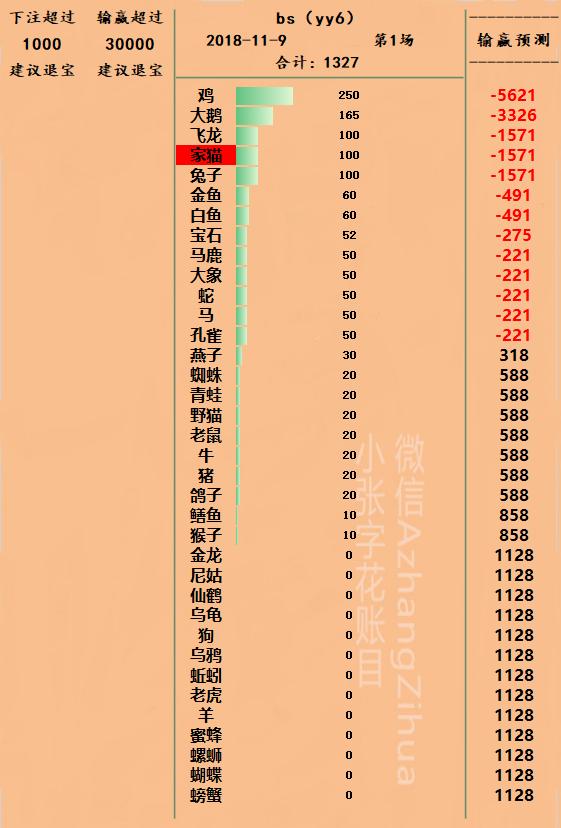 下注超过 输赢超过
1000 30000
建议退宝 建议退宝
bs（yy6）
2018-11-9 第1场
合计：1327
输赢预测
鸡 250 -5621
大鹅 165 -3326
飞龙 100 -1571
家猫 100 -1571
兔子 100 -1571
金鱼 60 -491
白鱼 60 -491
宝石 52 -275
马鹿 50 -221
大象 50 -221
蛇 50 -221
马 50 -221
孔雀 50 -221
燕子 30 318
蜘蛛 20 588
青蛙 20 588
野猫 20 588
老鼠 20 588
牛 20 588
猪 20 588
鸽子 20 588
鳝鱼 10 858
猴子 10 858
金龙 0 1128
尼姑 0 1128
仙鹤 0 1128
乌龟 0 1128
狗 0 1128
乌鸦 0 1128
蚯蚓 0 1128
老虎 0 1128
羊 0 1128
蜜蜂 0 1128
螺蛳 0 1128
蝴蝶 0 1128
螃蟹 0 1128
微信AzhangZihua
小张字花账目